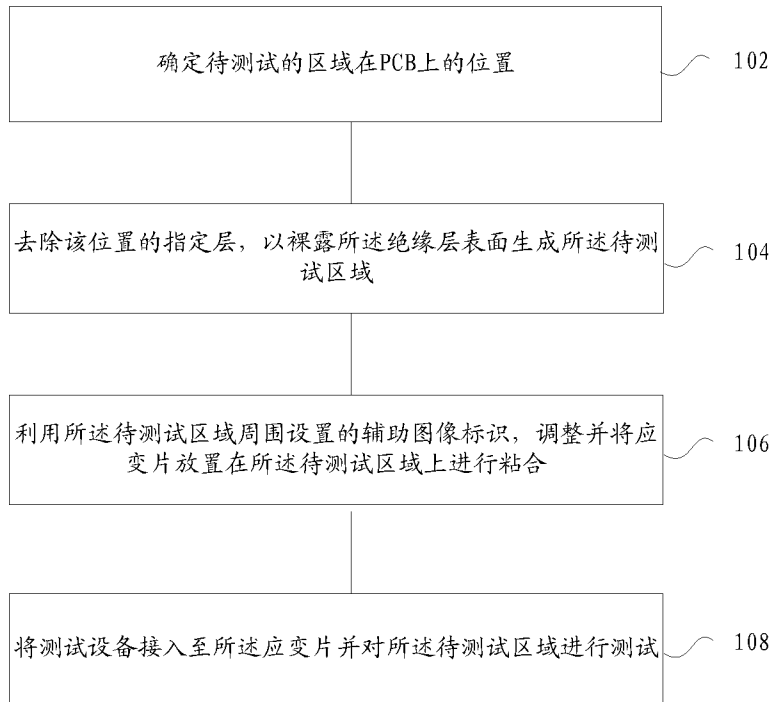 确定待测试的区域在PCB上的位置
102
去除该位置的指定层，以裸露所述绝缘层表面生成所述待测
试区域
104
利用所述待测试区域周围设置的辅助图像标识，调整并将应
变片放置在所述待测试区域上进行粘合
106
将测试设备接入至所述应变片并对所述待测试区域进行测试
108